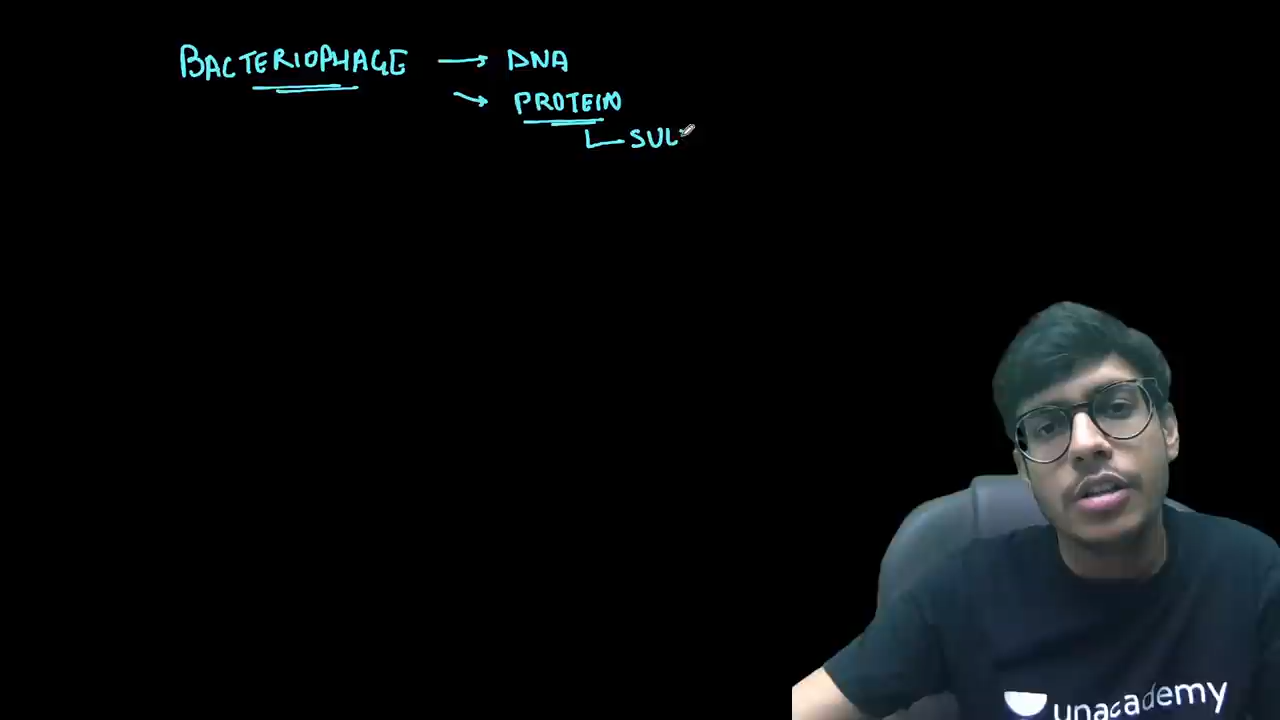 BACTERIOPHAGE → DNA
→ PROTEIN
SUL
unacademy